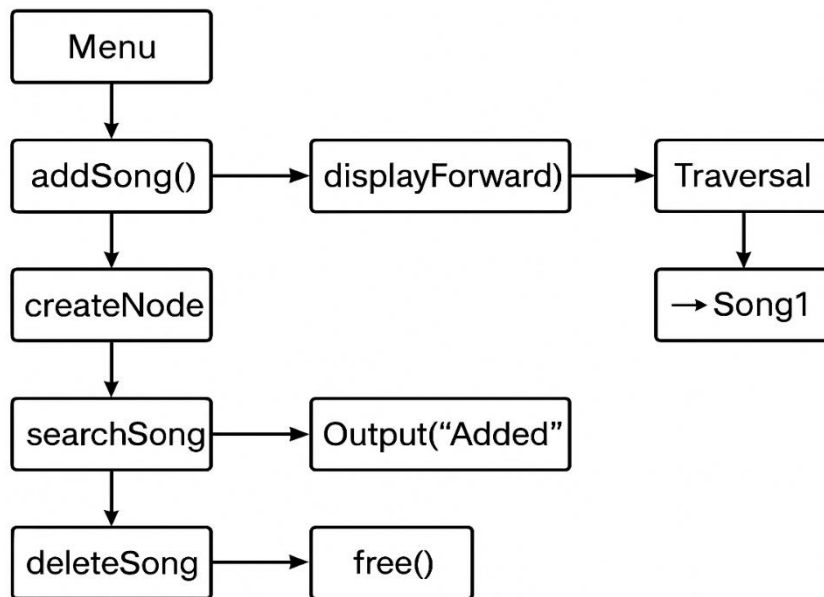 Menu
addSong()
displayForward)
Traversal
createNode
→ Song1
searchSong
Output(“Added”
deleteSong
free()